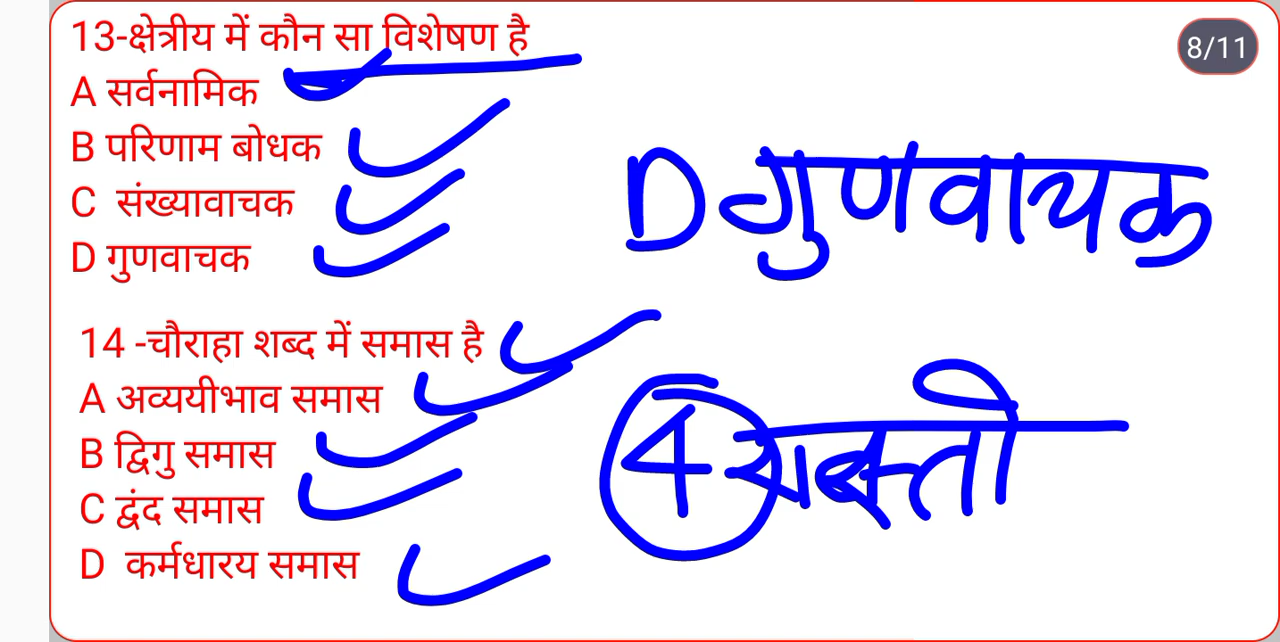 13-क्षेत्रीय में कौन सा विशेषण है
A सर्वनामिक
B परिणाम बोधक
C संख्यावाचक
D गुणवाचक
D गुणवाचक
14 -चौराहा शब्द में समास है
A अव्ययीभाव समास
B द्विगु समास
C द्वंद समास
D कर्मधारय समास
4
8/11